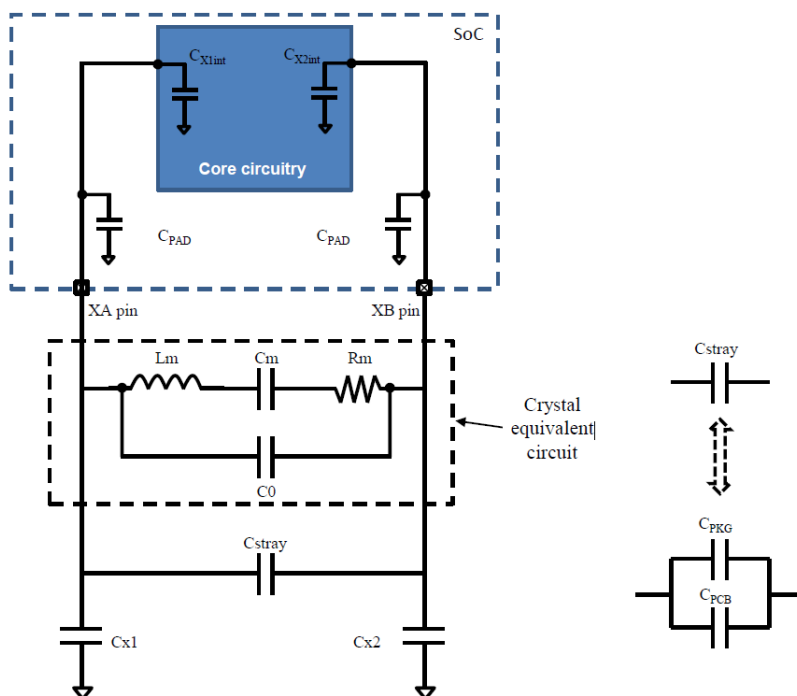 SoC
CX1int
CX2int
Core circuitry
CPAD
CPAD
XA pin
XB pin
Lm
Cm
Rm
C0
Crystal
equivalent
circuit
Cstray
Cx1
Cx2
Cstray
CPKG
CPCB